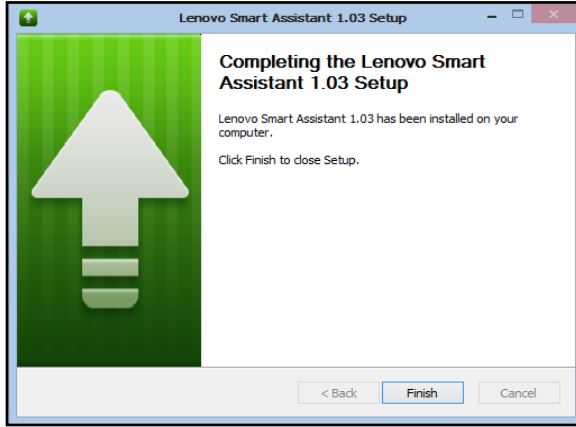 Lenovo Smart Assistant 1.03 Setup
Completing the Lenovo Smart
Assistant 1.03 Setup
Lenovo Smart Assistant 1.03 has been installed on your
computer.
Click Finish to close Setup.
< Back Finish Cancel